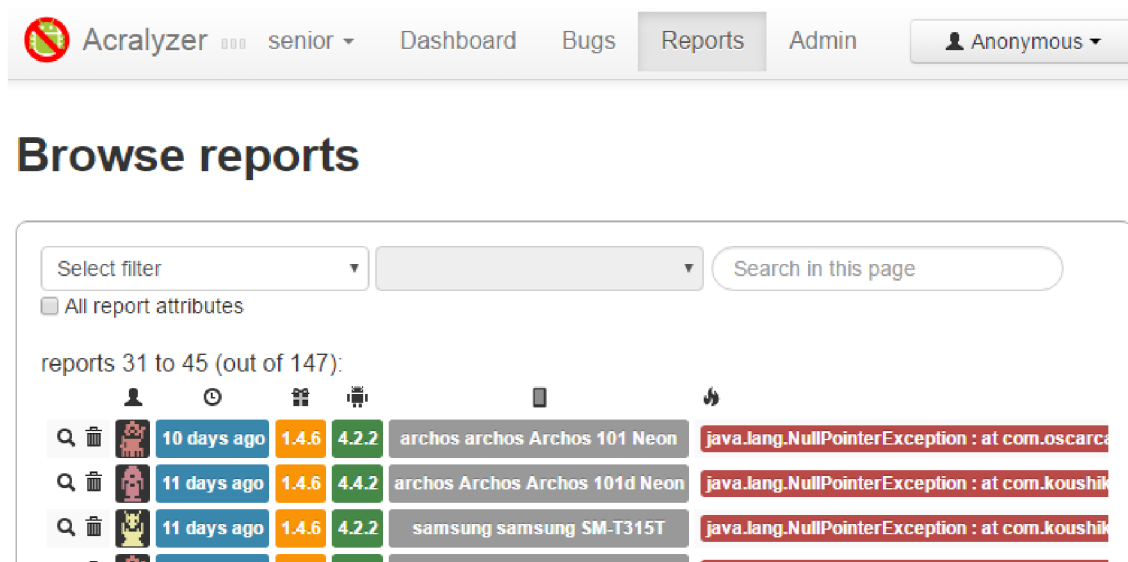 Acralyzer senior Dashboard Bugs Reports Admin Anonymous
Browse reports
Select filter Search in this page
All report attributes
reports 31 to 45 (out of 147):
10 days ago 1.4.6 4.2.2 archos archos Archos 101 Neon java.lang.NullPointerException : at com.oscarca
11 days ago 1.4.6 4.4.2 archos Archos Archos 101d Neon java.lang.NullPointerException : at com.koushik
11 days ago 1.4.6 4.2.2 samsung samsung SM-T315T java.lang.NullPointerException : at com.koushik